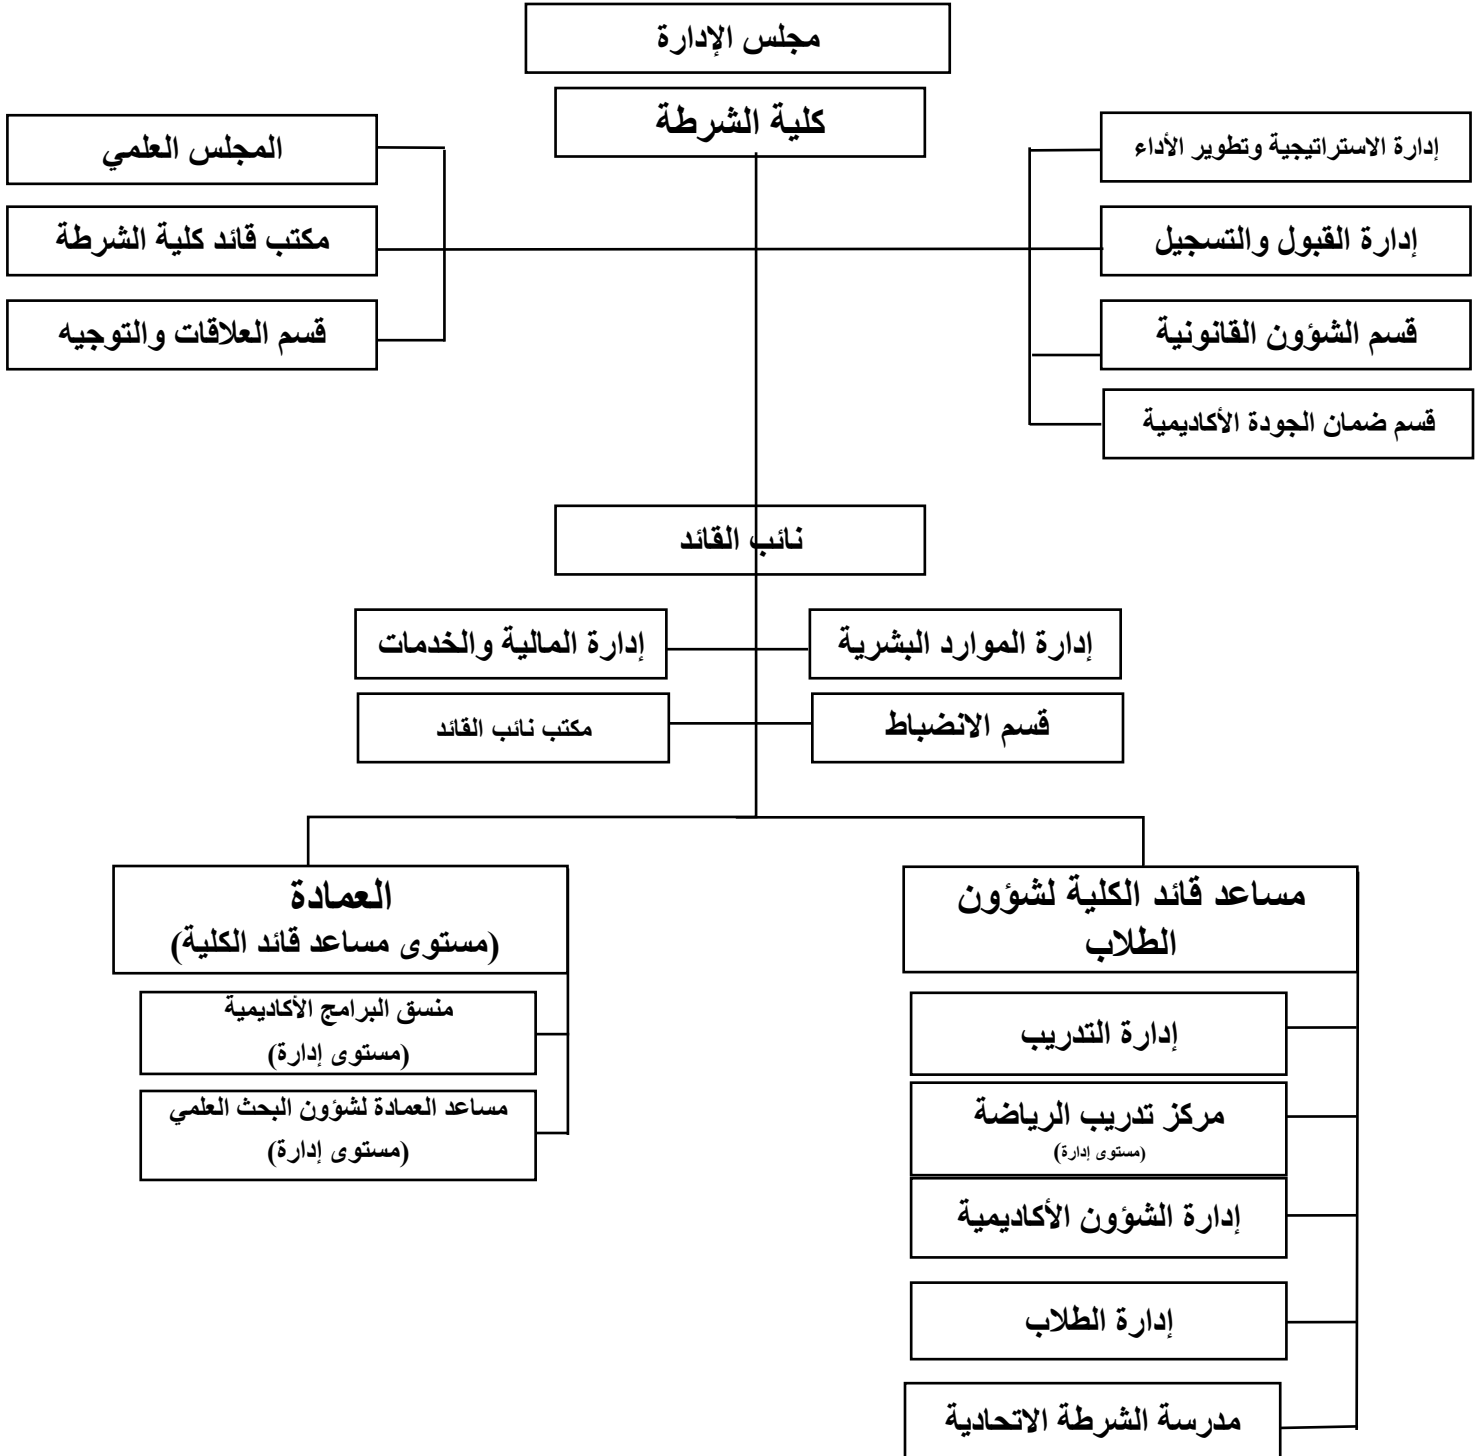 مجلس الإدارة
كلية الشرطة
إدارة الاستراتيجية وتطوير الأداء
المجلس العلمي
إدارة القبول والتسجيل
مكتب قائد كلية الشرطة
قسم الشؤون القانونية
قسم العلاقات والتوجيه
قسم ضمان الجودة الأكاديمية
نائب القائد
إدارة الموارد البشرية
إدارة المالية والخدمات
قسم الانضباط
مكتب نائب القائد
مساعد قائد الكلية لشؤون
الطلاب
إدارة التدريب
مركز تدريب الرياضة
(مستوى إدارة)
إدارة الشؤون الأكاديمية
إدارة الطلاب
مدرسة الشرطة الاتحادية
العمادة
(مستوى مساعد قائد الكلية)
منسق البرامج الأكاديمية
(مستوى إدارة)
مساعد العمادة لشؤون البحث العلمي
(مستوى إدارة)